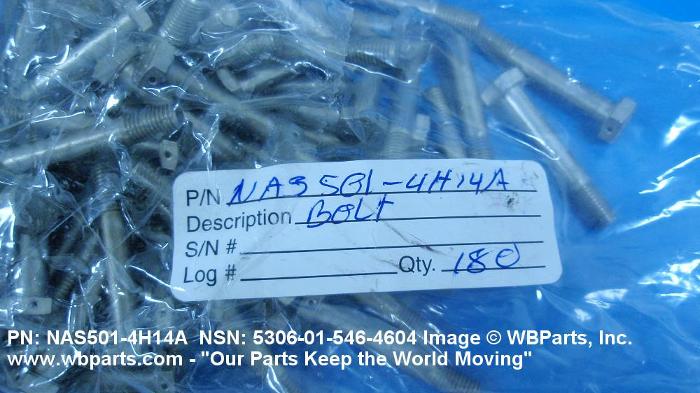 P/N NAS501-4H14A
Description Bolt
S/N #
Log # Qty. 180
PN: NAS501-4H14A NSN: 5306-01-546-4604 Image © WBParts, Inc.
www.wbparts.com - "Our Parts Keep the World Moving"